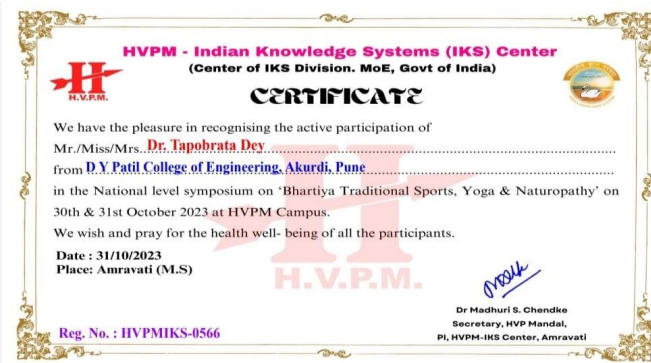 HVPM - Indian Knowledge Systems (IKS) Center
(Center of IKS Division. MoE, Govt of India)
CERTIFICATE
H.V.P.M.
We have the pleasure in recognising the active participation of
Mr./Miss/Mrs. Dr. Tapobrata Dey
from D Y Patil College of Engineering, Akurdi, Pune
in the National level symposium on ‘Bhartiya Traditional Sports, Yoga & Naturopathy’ on
30th & 31st October 2023 at HVPM Campus.
We wish and pray for the health well- being of all the participants.
Date : 31/10/2023
Place: Amravati (M.S)
H.V.P.M.
Dr Madhuri S. Chendke
Secretary, HVP Mandal,
PI, HVPM-IKS Center, Amravati
Reg. No. : HVPMIKS-0566